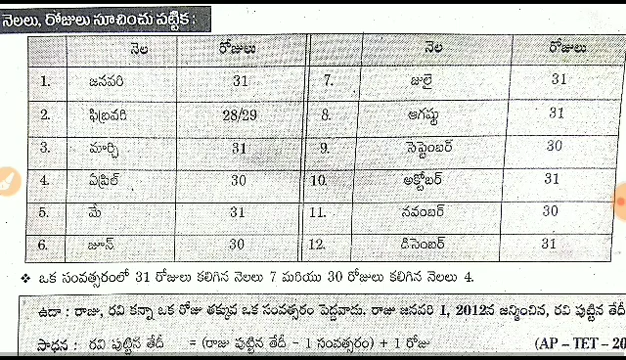 నెలలు, రోజులు సూచించు పట్టిక :
నెల రోజులు నెల రోజులు
1. జనవరి 31 7. జులై 31
2. ఫిబ్రవరి 28/29 8. ఆగష్టు 31
3. మార్చి 31 9. సెప్టెంబర్ 30
4. ఏప్రిల్ 30 10. అక్టోబర్ 31
5. మే 31 11. నవంబర్ 30
6. జూన్ 30 12. డిసెంబర్ 31
❖ ఒక సంవత్సరంలో 31 రోజులు కలిగిన నెలలు 7 మరియు 30 రోజులు కలిగిన నెలలు 4.
ఉదా : రాజు, రవి కన్నా ఒక రోజు తక్కువ ఒక సంవత్సరం పెద్దవాడు. రాజు జనవరి 1, 2012న జన్మించిన, రవి పుట్టిన తేదీ
సాధన : రవి పుట్టిన తేదీ = (రాజు పుట్టిన తేదీ - 1 సంవత్సరం) + 1 రోజు (AP – TET – 20